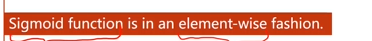 Sigmoid function is in an element-wise fashion.